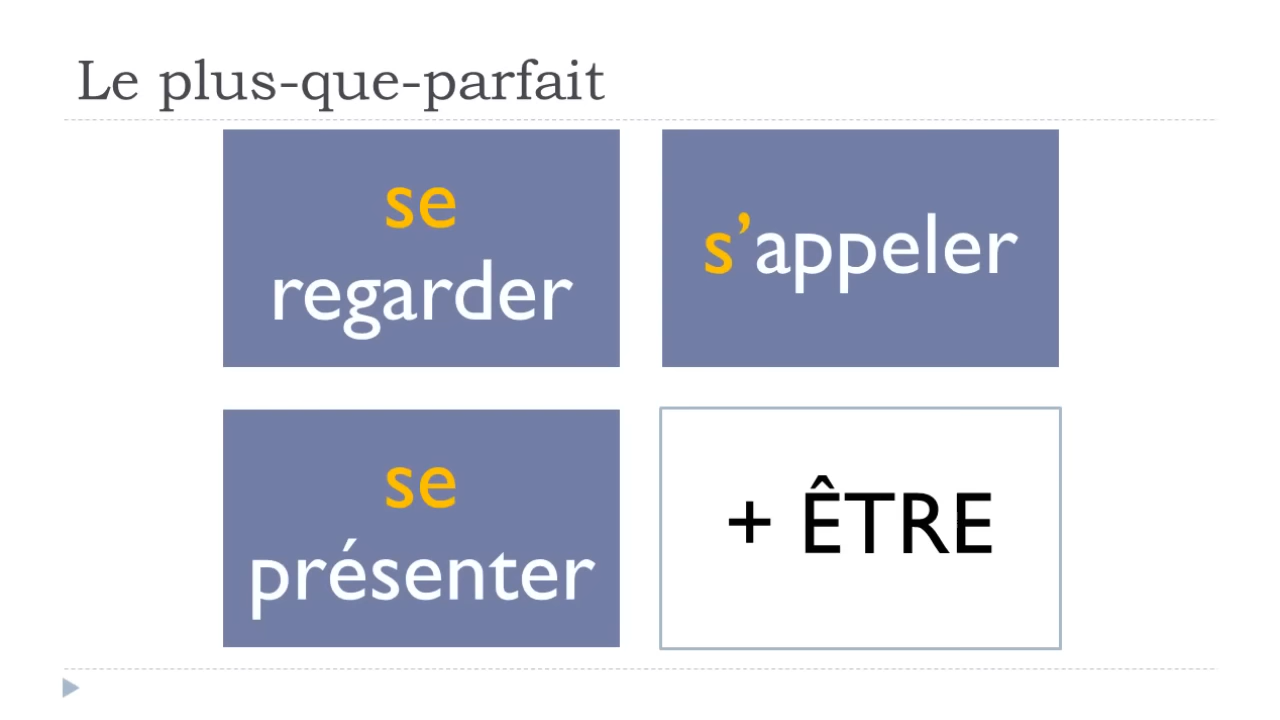 Le plus-que-parfait
se
regarder
s’appeler
se
présenter
+ ÊTRE